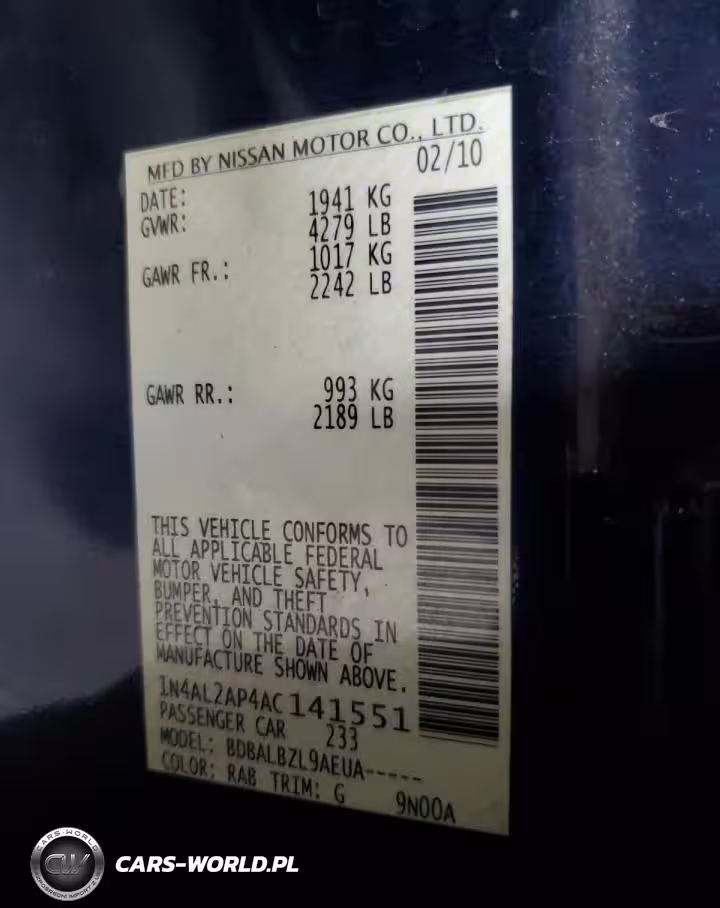 MFD BY NISSAN MOTOR CO., LTD.
DATE: 02/10
GVWR: 1941 KG
4279 LB
GAWR FR.: 1017 KG
2242 LB
GAWR RR.: 993 KG
2189 LB
THIS VEHICLE CONFORMS TO
ALL APPLICABLE FEDERAL
MOTOR VEHICLE SAFETY,
BUMPER, AND THEFT
PREVENTION STANDARDS IN
EFFECT ON THE DATE OF
MANUFACTURE SHOWN ABOVE.
1N4AL2AP4AC141551
PASSENGER CAR 233
MODEL: BDBALBZL9AEUA-----
COLOR: RAB TRIM: G 9N00A
CARS-WORLD
CW
CARS-WORLD.PL